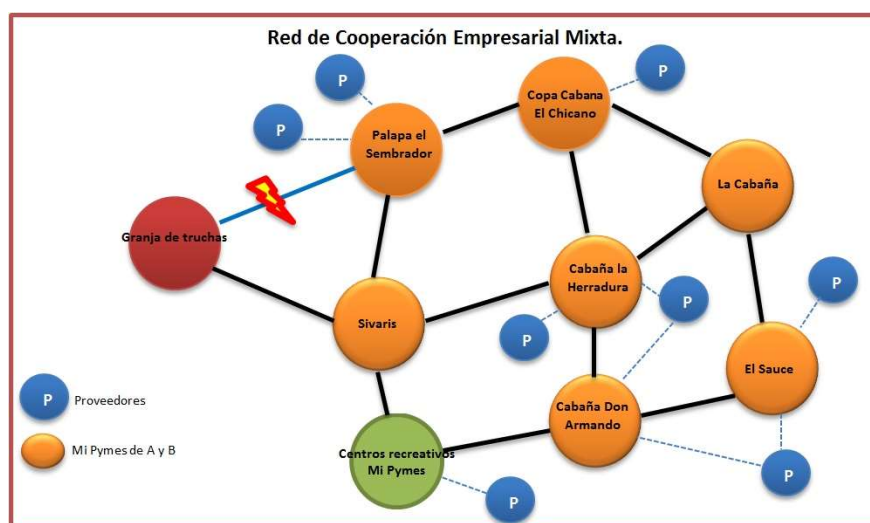 Red de Cooperación Empresarial Mixta.
P
P
P
Copa Cabana
El Chicano
Palapa el
Sembrador
La Cabaña
Granja de truchas
Cabaña la
Herradura
P
P
Sivaris
P
El Sauce
P
Proveedores
Cabaña Don
Armando
Mi Pymes de A y B
Centros recreativos
Mi Pymes
P
P